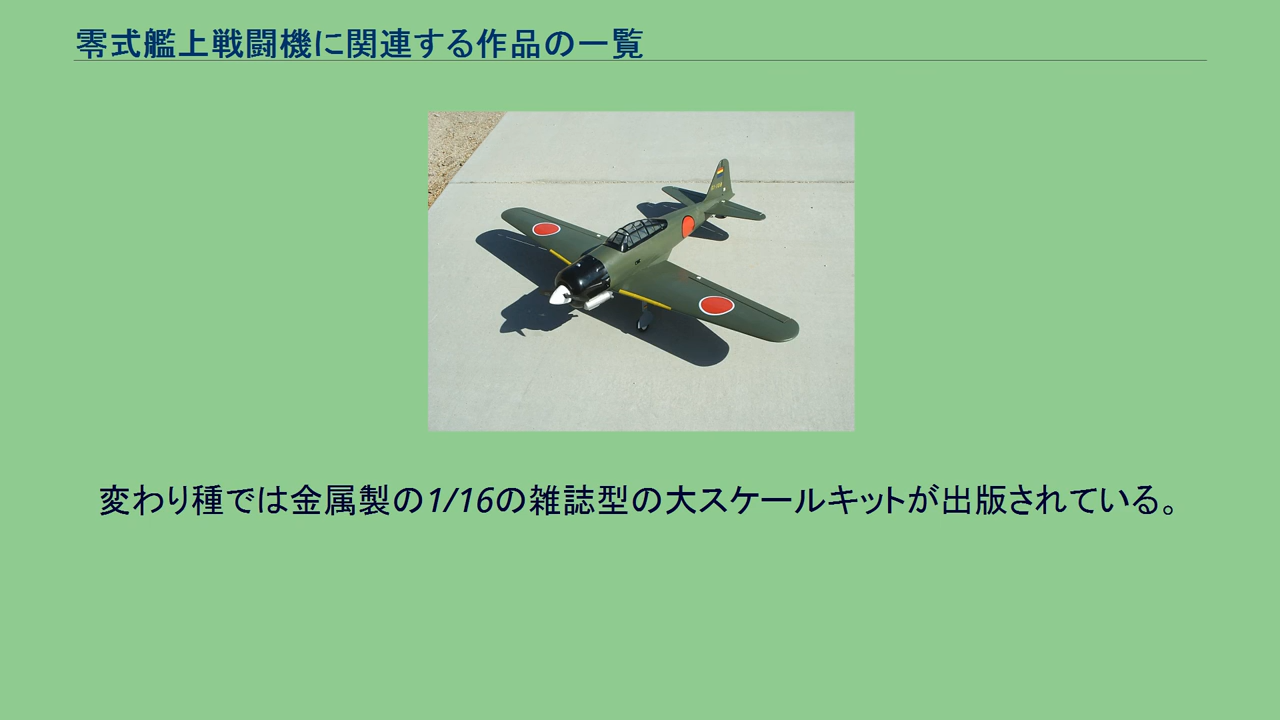 零式艦上戦闘機に関連する作品の一覧
変わり種では金属製の1/16の雑誌型の大スケールキットが出版されている。